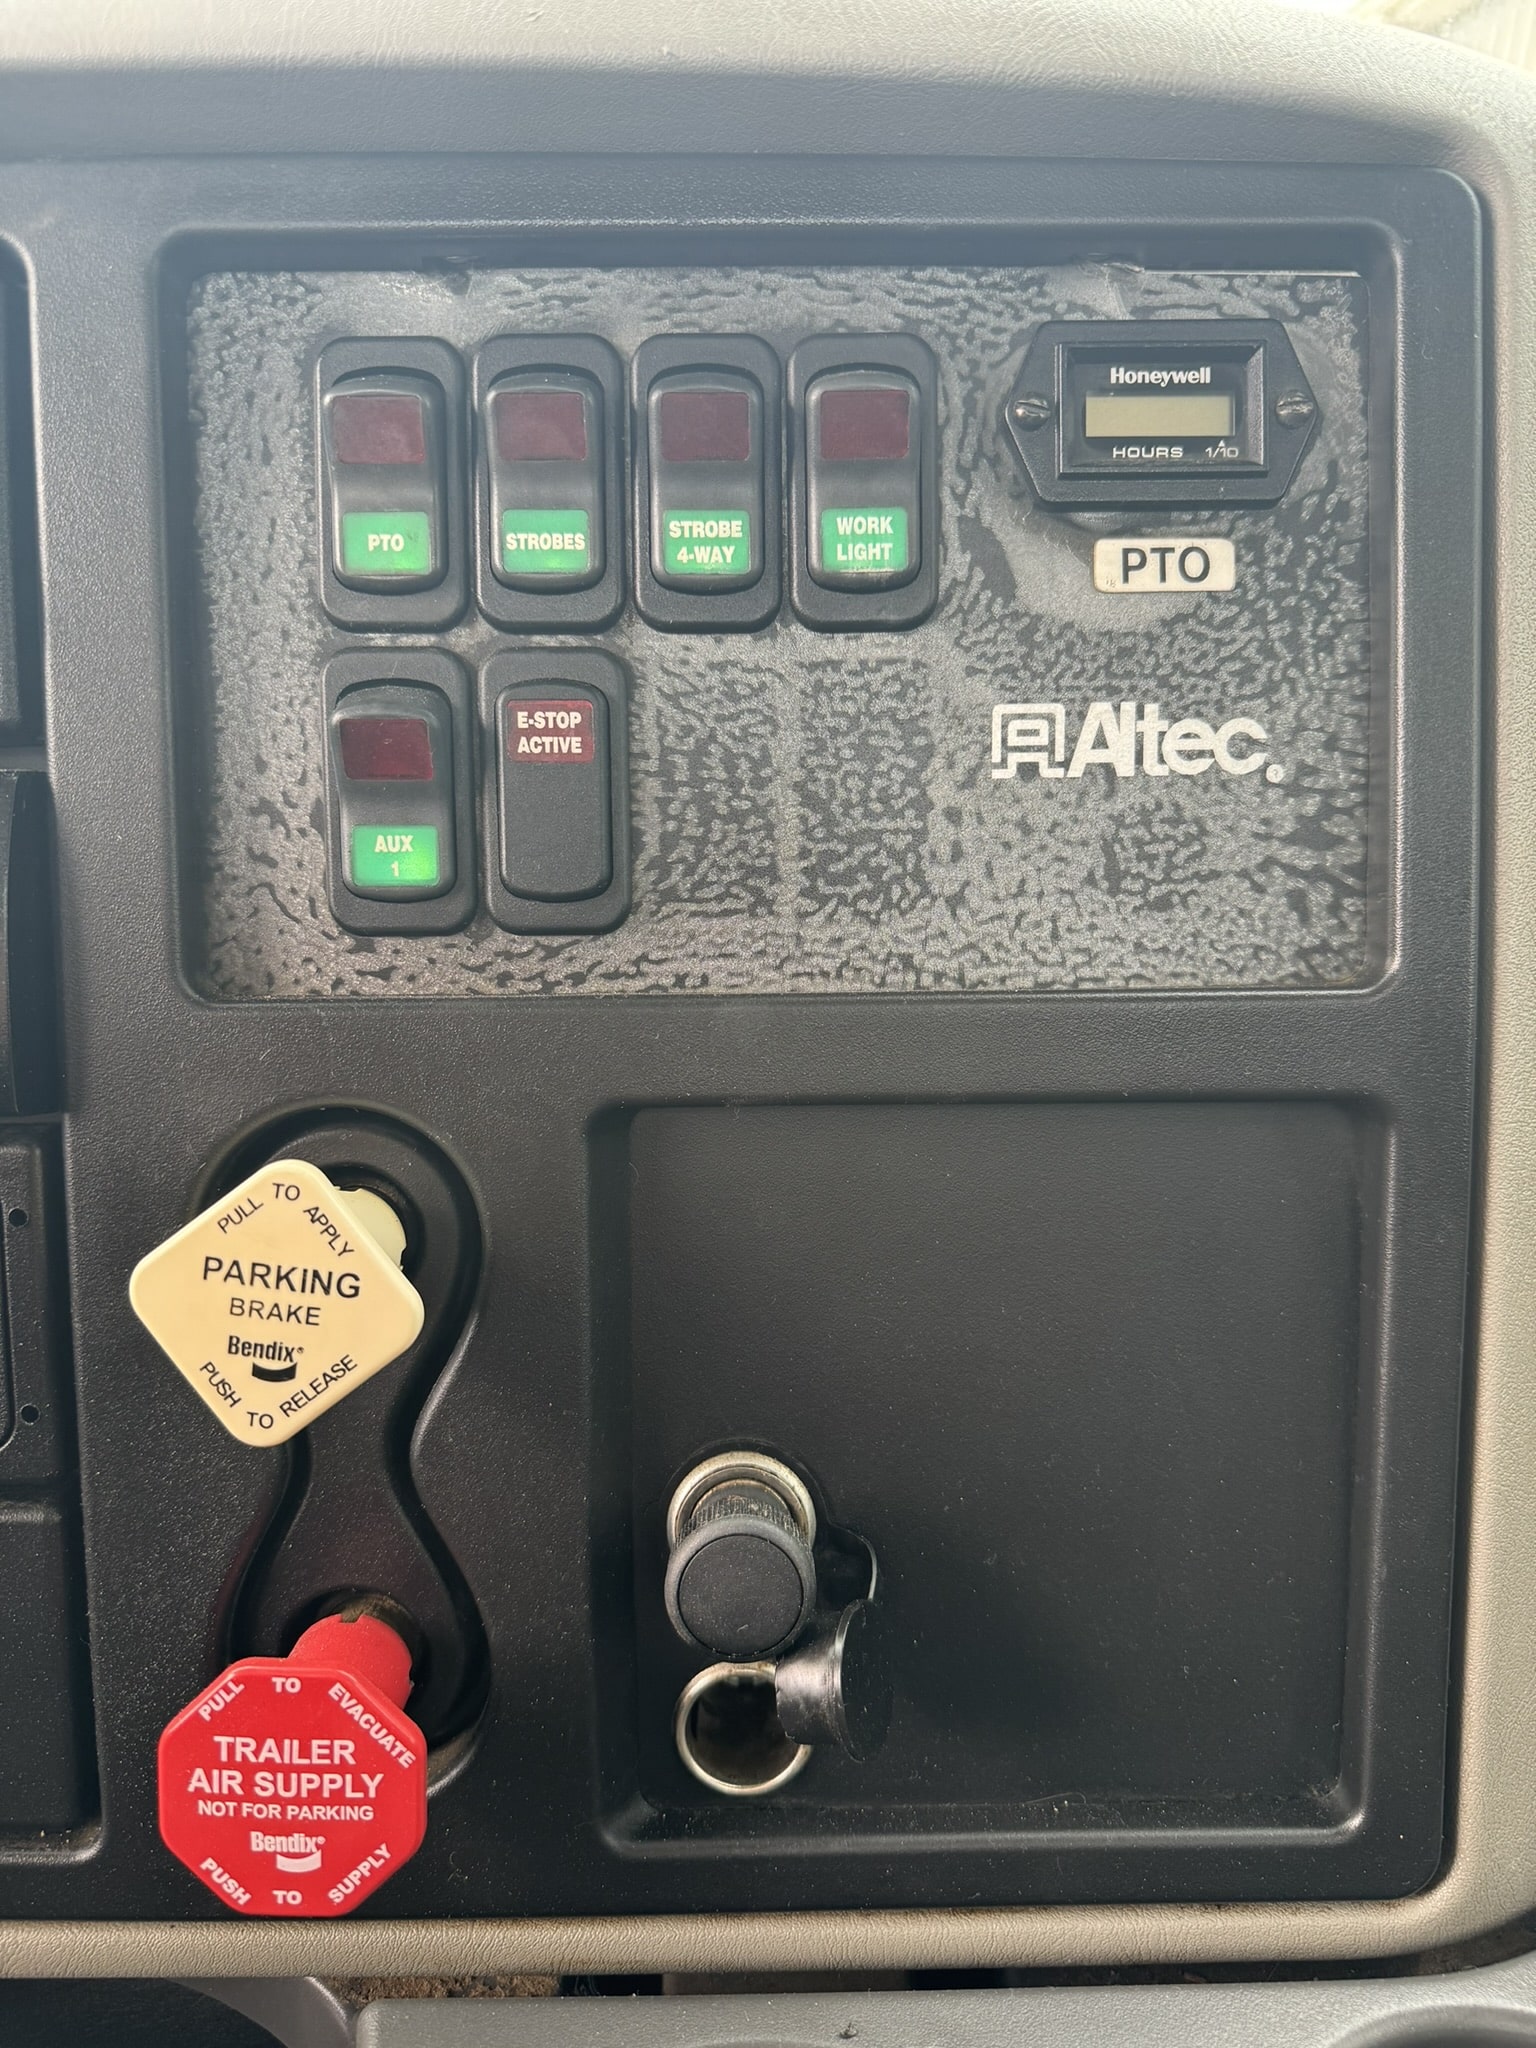 Honeywell
HOURS 1/10
PTO
STROBES
STROBE
4-WAY
WORK
LIGHT
PTO
E-STOP
ACTIVE
AUX
1
Altec
PULL TO APPLY
PARKING
BRAKE
Bendix®
PUSH TO RELEASE
PULL TO EVACUATE
TRAILER
AIR SUPPLY
NOT FOR PARKING
Bendix®
PUSH TO SUPPLY